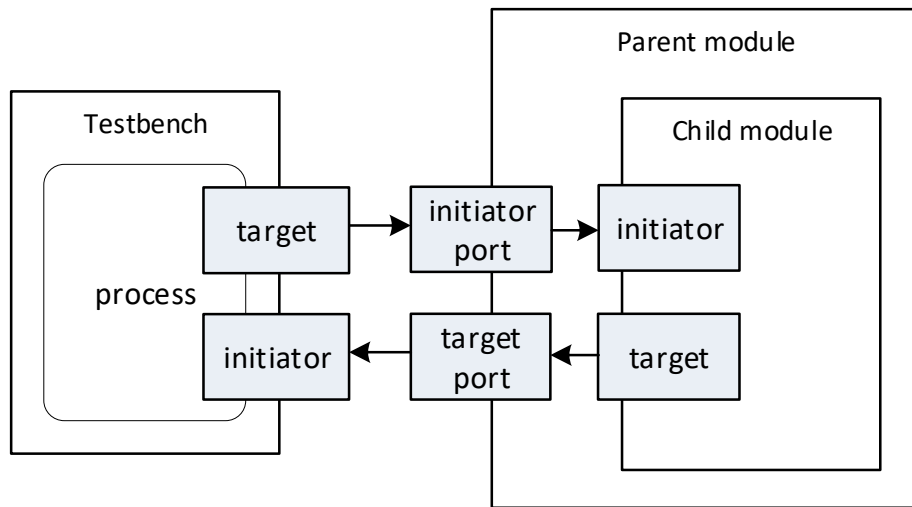 Parent module
Testbench
Child module
target
initiator
port
initiator
process
initiator
target
port
target